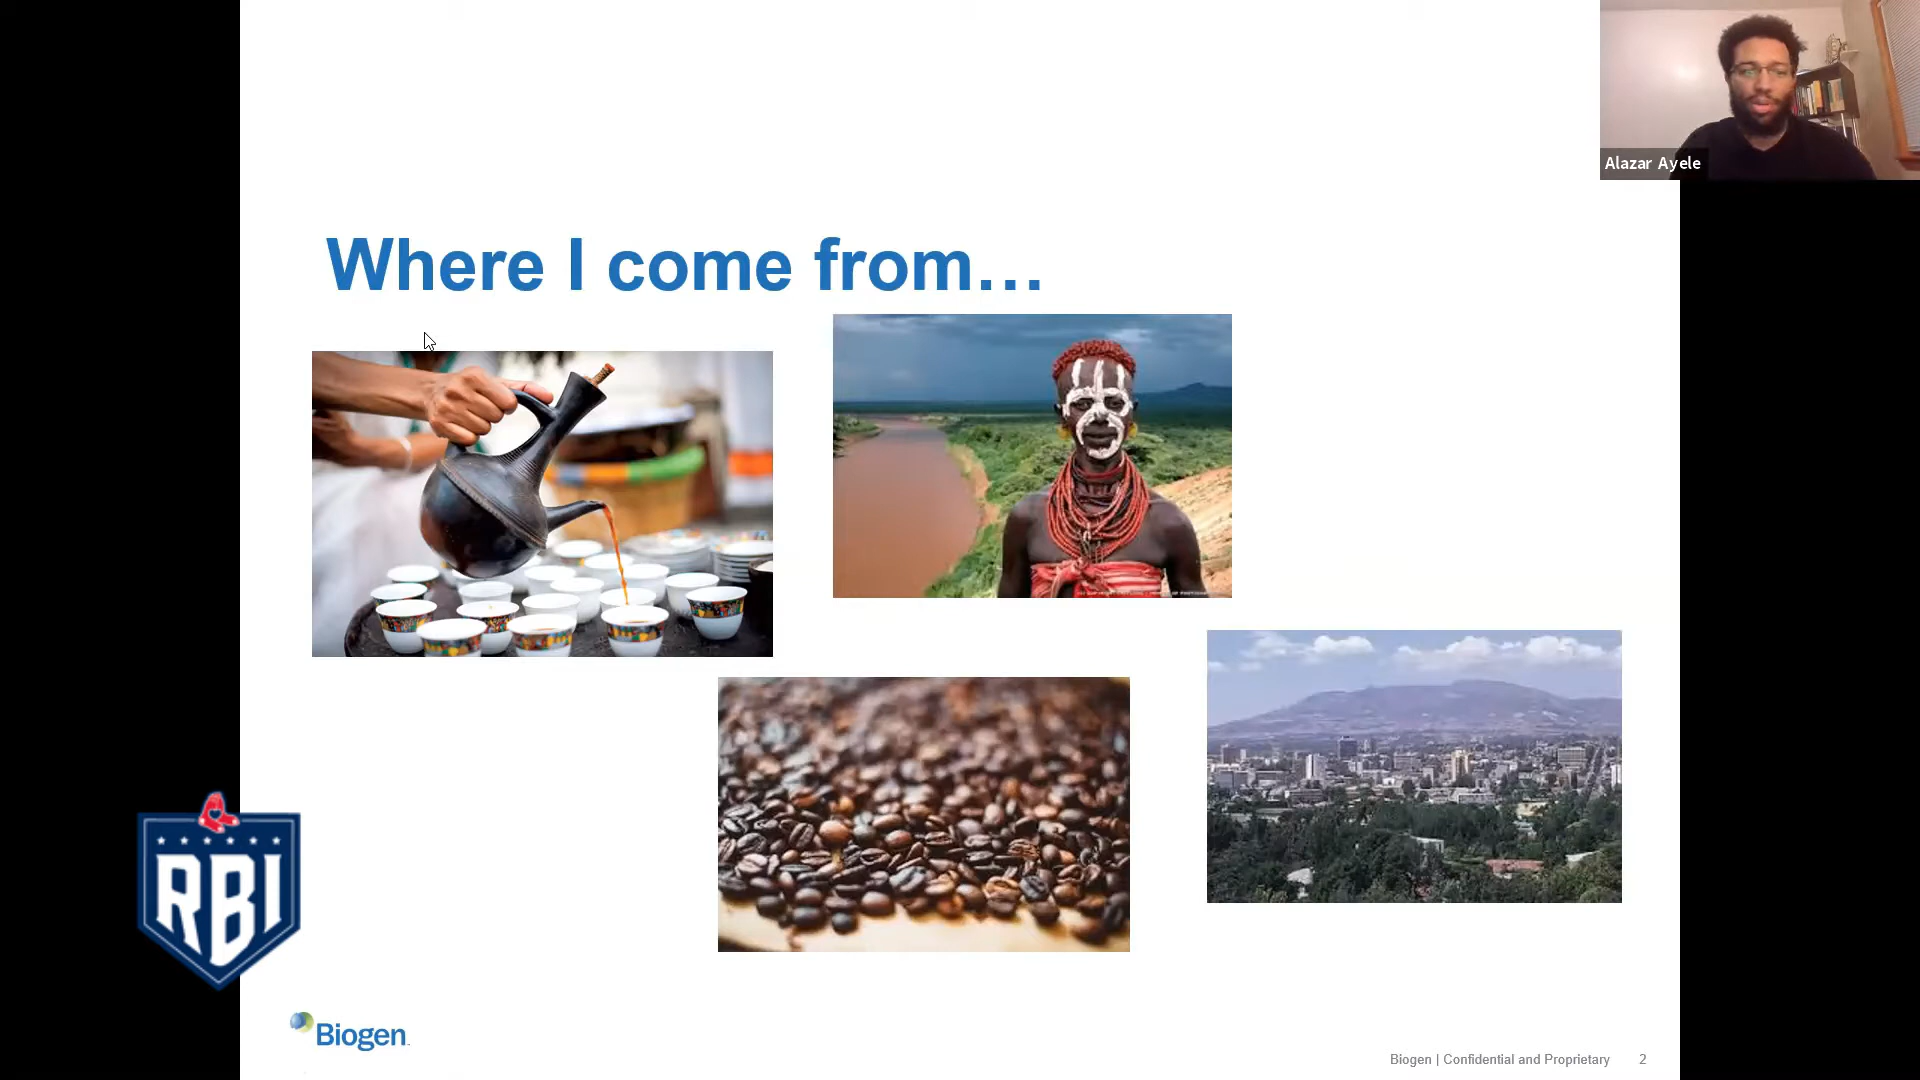 Alazar Ayele
Where I come from...
RBI
Biogen
Biogen | Confidential and Proprietary 2